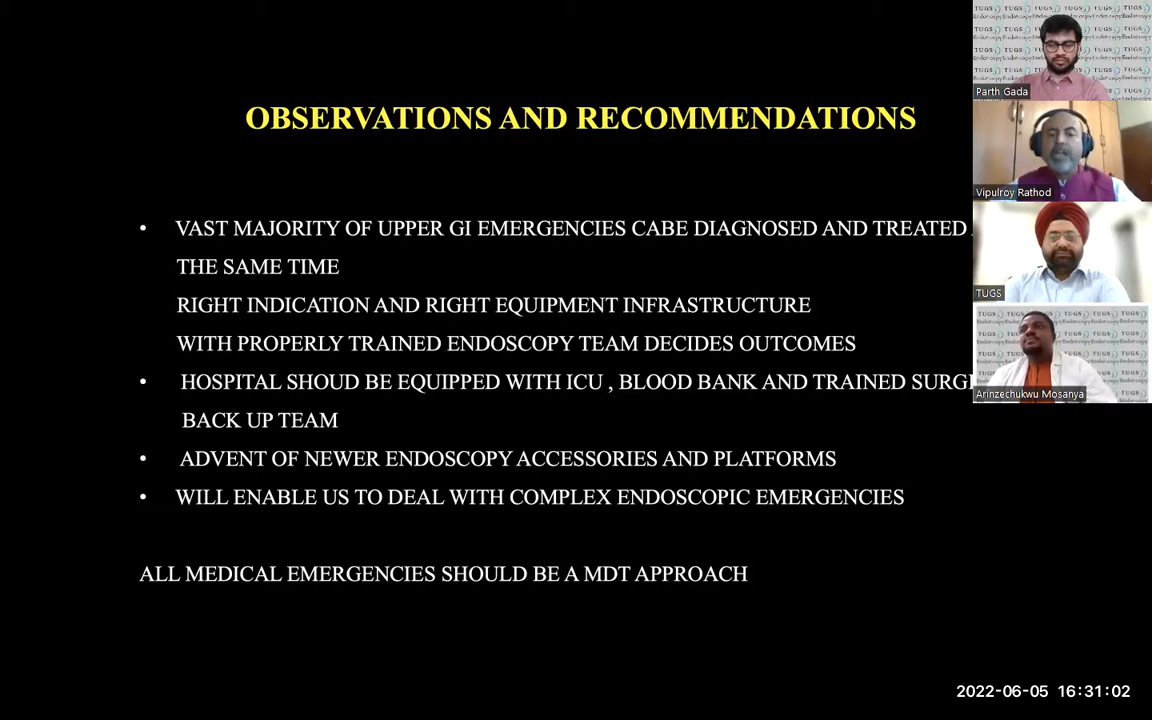 OBSERVATIONS AND RECOMMENDATIONS
• VAST MAJORITY OF UPPER GI EMERGENCIES CABE DIAGNOSED AND TREATED
THE SAME TIME
RIGHT INDICATION AND RIGHT EQUIPMENT INFRASTRUCTURE
WITH PROPERLY TRAINED ENDOSCOPY TEAM DECIDES OUTCOMES
• HOSPITAL SHOUD BE EQUIPPED WITH ICU , BLOOD BANK AND TRAINED
BACK UP TEAM
• ADVENT OF NEWER ENDOSCOPY ACCESSORIES AND PLATFORMS
• WILL ENABLE US TO DEAL WITH COMPLEX ENDOSCOPIC EMERGENCIES
ALL MEDICAL EMERGENCIES SHOULD BE A MDT APPROACH
Parth Gada
Vipulroy Rathod
TUGS
Arinzechukwu Mosanya
2022-06-05 16:31:02